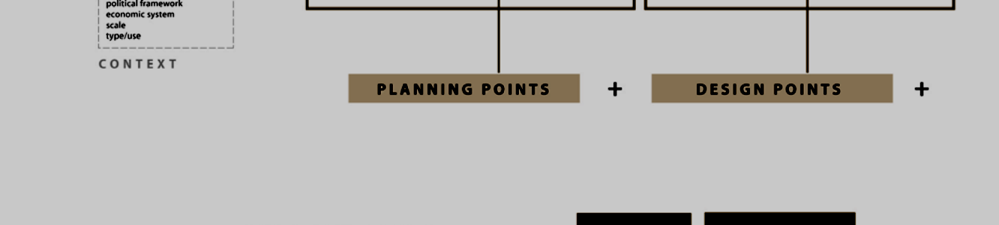 political framework
economic system
scale
type/use
CONTEXT
PLANNING POINTS + DESIGN POINTS +